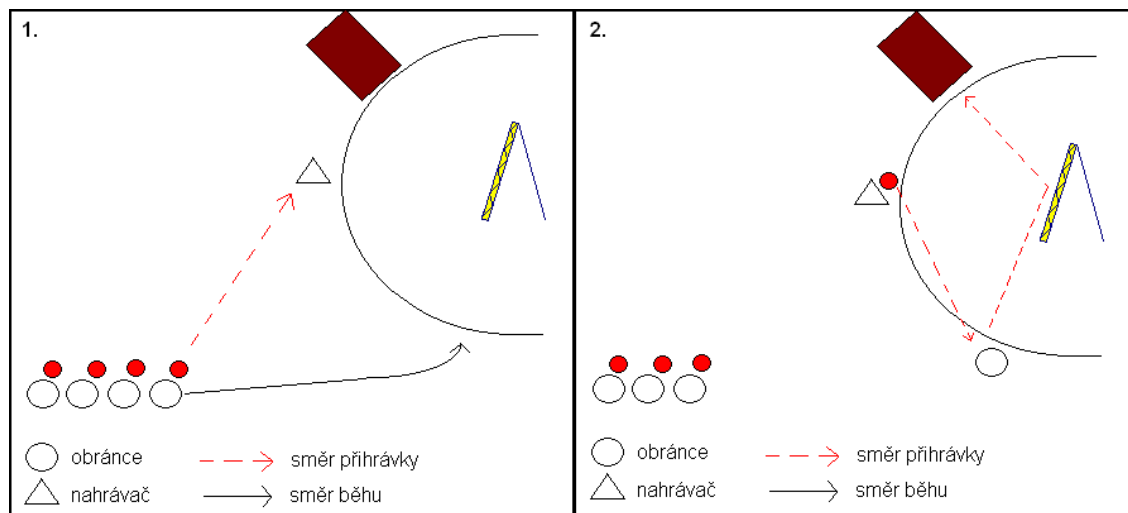 1.
obránce
směr přihrávky
nahrávač
směr běhu
2.
obránce
směr přihrávky
nahrávač
směr běhu